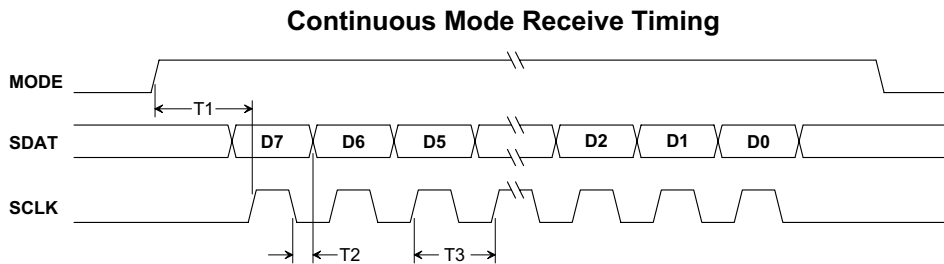 Continuous Mode Receive Timing
MODE
T1
SDAT D7 D6 D5 D2 D1 D0
SCLK
T2 T3